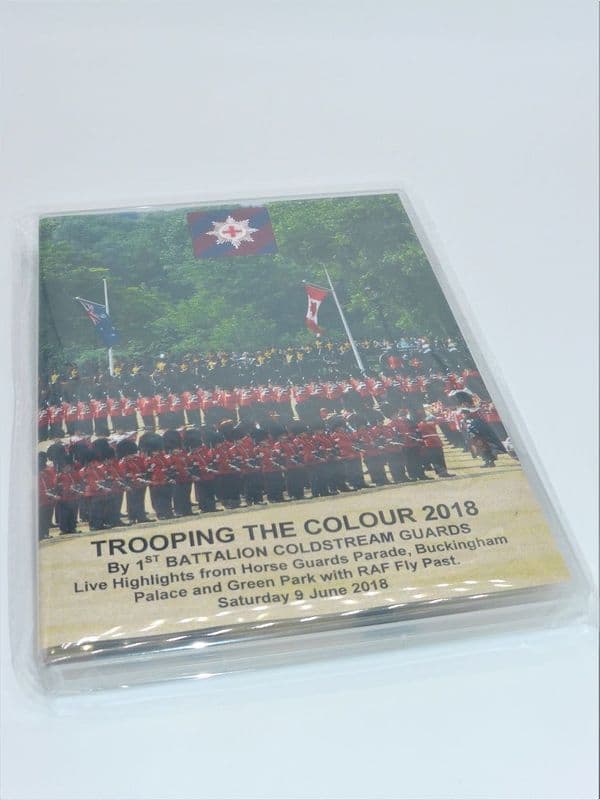 TROOPING THE COLOUR 2018
By 1ST BATTALION COLDSTREAM GUARDS
Live Highlights from Horse Guards Parade, Buckingham
Palace and Green Park with RAF Fly Past.
Saturday 9 June 2018